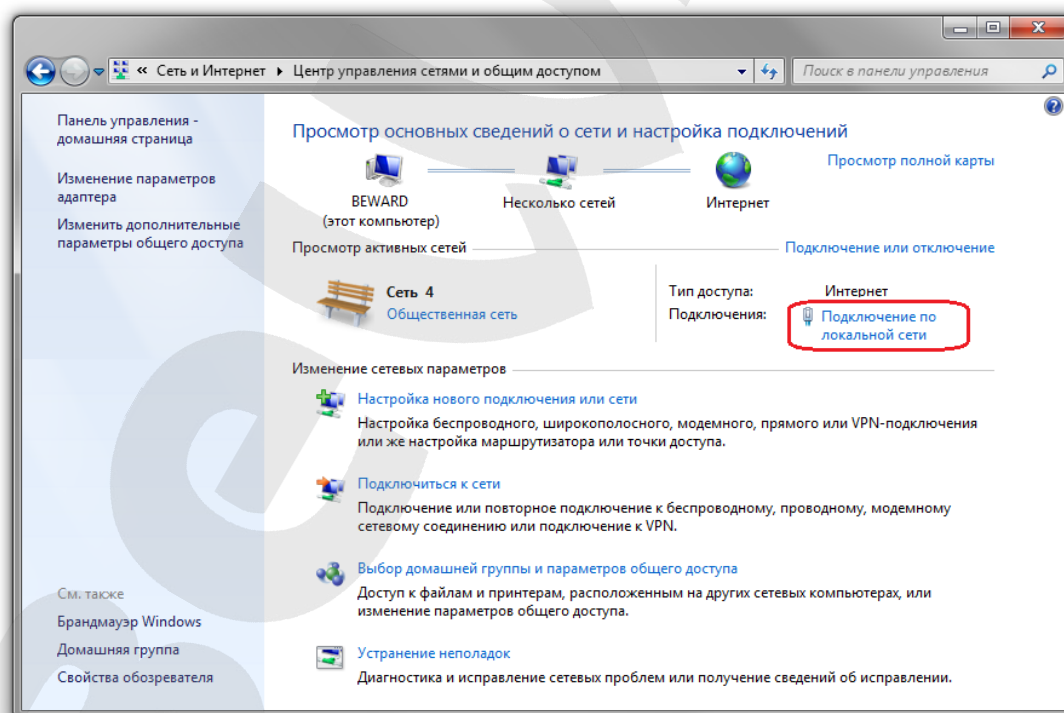 « Сеть и Интернет ▸ Центр управления сетями и общим доступом
Поиск в панели управления
Панель управления -
домашняя страница
Изменение параметров
адаптера
Изменить дополнительные
параметры общего доступа
Просмотр основных сведений о сети и настройка подключений
Просмотр полной карты
BEWARD
(этот компьютер)
Несколько сетей
Интернет
Просмотр активных сетей
Подключение или отключение
Сеть 4
Общественная сеть
Тип доступа: Интернет
Подключения: Подключение по
локальной сети
Изменение сетевых параметров
Настройка нового подключения или сети
Настройка беспроводного, широкополосного, модемного, прямого или VPN-подключения
или же настройка маршрутизатора или точки доступа.
Подключиться к сети
Подключение или повторное подключение к беспроводному, проводному, модемному
сетевому соединению или подключение к VPN.
Выбор домашней группы и параметров общего доступа
Доступ к файлам и принтерам, расположенным на других сетевых компьютерах, или
изменение параметров общего доступа.
Устранение неполадок
Диагностика и исправление сетевых проблем или получение сведений об исправлении.
См. также
Брандмауэр Windows
Домашняя группа
Свойства обозревателя